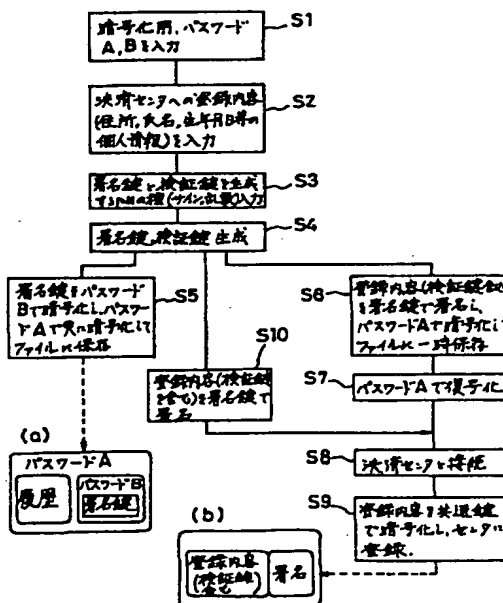 S1
暗号化用、パスワード
A,Bを入力
S2
決済センタへの登録内容
(住所、氏名、生年月日等の
個人情報)を入力
S3
署名鍵と、検証鍵を生成
するための種(サイン、乱数)入力
S4
署名鍵、検証鍵 生成
S5
署名鍵をパスワード
Bで暗号化し、パスワー
ドAで更に暗号化して
ファイルに保存
S6
登録内容(検証鍵含む)
を署名鍵で署名し、
パスワードAで暗号化して
ファイルに一時保存
S10
登録内容(検証鍵
を含む)を署名鍵で
署名
S7
パスワードAで復号化
S8
決済センタと接続
S9
登録内容を共通鍵
で暗号化し、センタに
登録.
(a)
パスワードA
履歴
パスワードB
署名鍵
(b)
登録内容
(検証鍵
含む)
署名